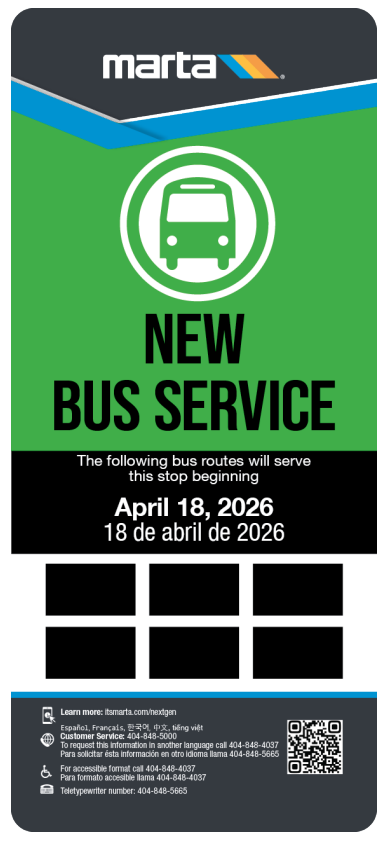 marta
NEW
BUS SERVICE
The following bus routes will serve
this stop beginning
April 18, 2026
18 de abril de 2026
Learn more: itsmarta.com/nextgen
Español, Français, 한국어, 中文, tiếng việt
Customer Service: 404-848-5000
To request this information in another language call 404-848-4037
Para solicitar ésta información en otro idioma llama 404-848-5665
For accessible format call 404-848-4037
Para formato accesible llama 404-848-4037
Teletypewriter number: 404-848-5665